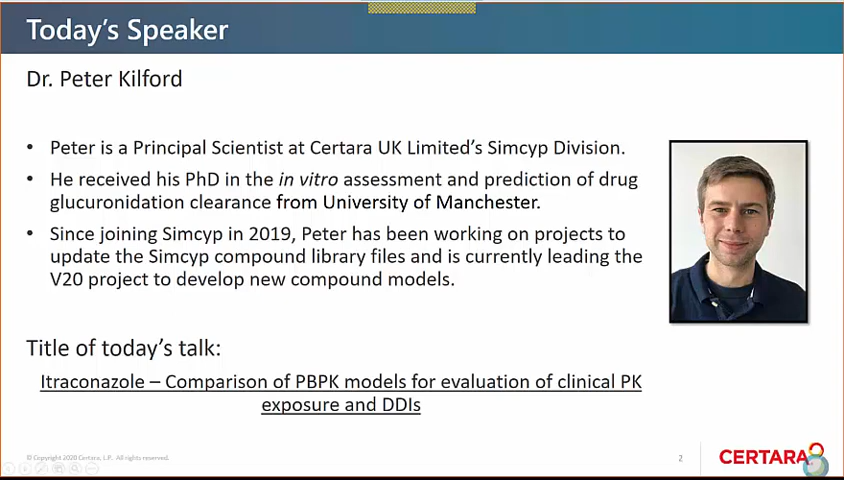 Today's Speaker
Dr. Peter Kilford
• Peter is a Principal Scientist at Certara UK Limited's Simcyp Division.
• He received his PhD in the in vitro assessment and prediction of drug
glucuronidation clearance from University of Manchester.
• Since joining Simcyp in 2019, Peter has been working on projects to
update the Simcyp compound library files and is currently leading the
V20 project to develop new compound models.
Title of today's talk:
Itraconazole – Comparison of PBPK models for evaluation of clinical PK
exposure and DDIs
© Copyright 2020 Certara, L.P. All rights reserved.
2
CERTARA